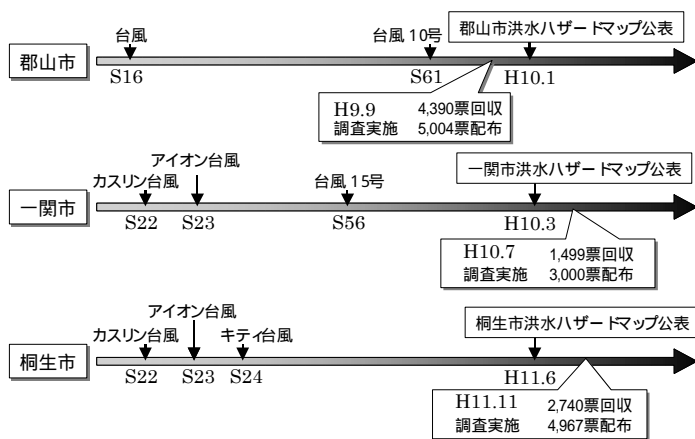 台風
台風10号
郡山市洪水ハザードマップ公表
郡山市
S16
S61
H10.1
H9.9 4,390票回収
調査実施 5,004票配布
アイオン台風
カスリン台風
台風15号
一関市洪水ハザードマップ公表
一関市
S22
S23
S56
H10.3
H10.7 1,499票回収
調査実施 3,000票配布
アイオン台風
カスリン台風
キティ台風
桐生市洪水ハザードマップ公表
桐生市
S22
S23
S24
H11.6
H11.11 2,740票回収
調査実施 4,967票配布